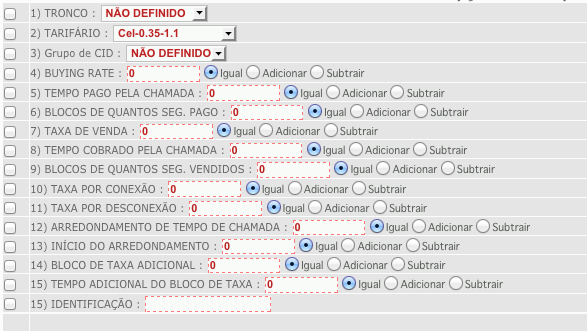 1) TRONCO : NÃO DEFINIDO
2) TARIFÁRIO : Cel-0.35-1.1
3) Grupo de CID : NÃO DEFINIDO
4) BUYING RATE : 0 Igual Adicionar Subtrair
5) TEMPO PAGO PELA CHAMADA : 0 Igual Adicionar Subtrair
6) BLOCOS DE QUANTOS SEG. PAGO : 0 Igual Adicionar Subtrair
7) TAXA DE VENDA : 0 Igual Adicionar Subtrair
8) TEMPO COBRADO PELA CHAMADA : 0 Igual Adicionar Subtrair
9) BLOCOS DE QUANTOS SEG. VENDIDOS : 0 Igual Adicionar Subtrair
10) TAXA POR CONEXÃO : 0 Igual Adicionar Subtrair
11) TAXA POR DESCONEXÃO : 0 Igual Adicionar Subtrair
12) ARREDONDAMENTO DE TEMPO DE CHAMADA : 0 Igual Adicionar Subtrair
13) INÍCIO DO ARREDONDAMENTO : 0 Igual Adicionar Subtrair
14) BLOCO DE TAXA ADICIONAL : 0 Igual Adicionar Subtrair
15) TEMPO ADICIONAL DO BLOCO DE TAXA : 0 Igual Adicionar Subtrair
15) IDENTIFICAÇÃO :